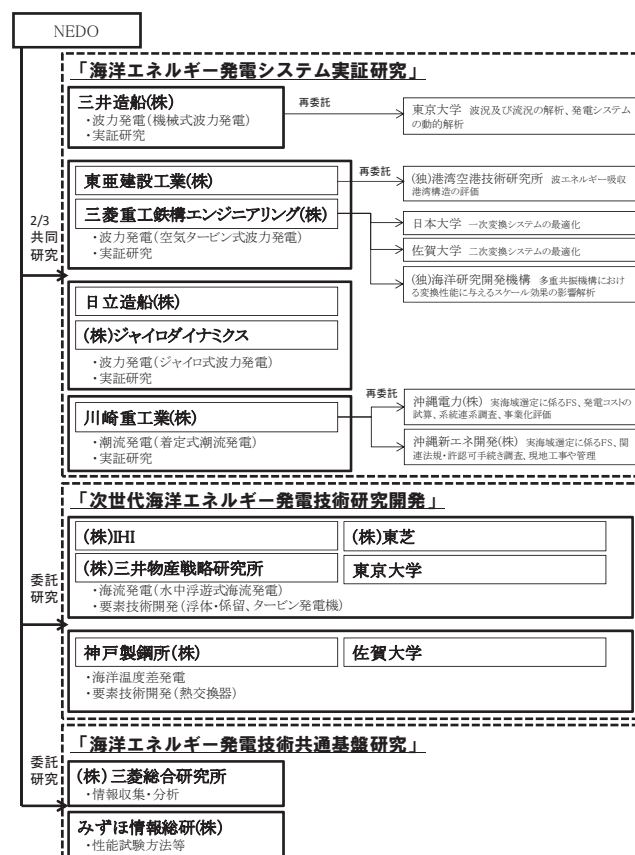 NEDO
「海洋エネルギー発電システム実証研究」
三井造船(株)
・波力発電(機械式波力発電)
・実証研究
再委託
東京大学 波況及び流況の解析、発電システム
の動的解析
東亜建設工業(株)
三菱重工鉄構エンジニアリング(株)
・波力発電(空気タービン式波力発電)
・実証研究
再委託
(独)港湾空港技術研究所 波エネルギー吸収
港湾構造の評価
日本大学 一次変換システムの最適化
佐賀大学 二次変換システムの最適化
(独)海洋研究開発機構 多重共振機構におけ
る変換性能に与えるスケール効果の影響解析
2/3
共同
研究
日立造船(株)
(株)ジャイロダイナミクス
・波力発電(ジャイロ式波力発電)
・実証研究
川崎重工業(株)
・潮流発電(着定式潮流発電)
・実証研究
再委託
沖縄電力(株) 実海域選定に係るFS、発電コストの
試算、系統連系調査、事業化評価
沖縄新エネ開発(株) 実海域選定に係るFS、関
連法規・許認可手続き調査、現地工事や管理
「次世代海洋エネルギー発電技術研究開発」
(株)IHI
(株)東芝
(株)三井物産戦略研究所
東京大学
・海流発電(水中浮遊式海流発電)
・要素技術開発(浮体・係留、タービン発電機)
委託
研究
神戸製鋼所(株)
佐賀大学
・海洋温度差発電
・要素技術開発(熱交換器)
「海洋エネルギー発電技術共通基盤研究」
委託
研究
(株)三菱総合研究所
・情報収集・分析
みずほ情報総研(株)
・性能試験方法等